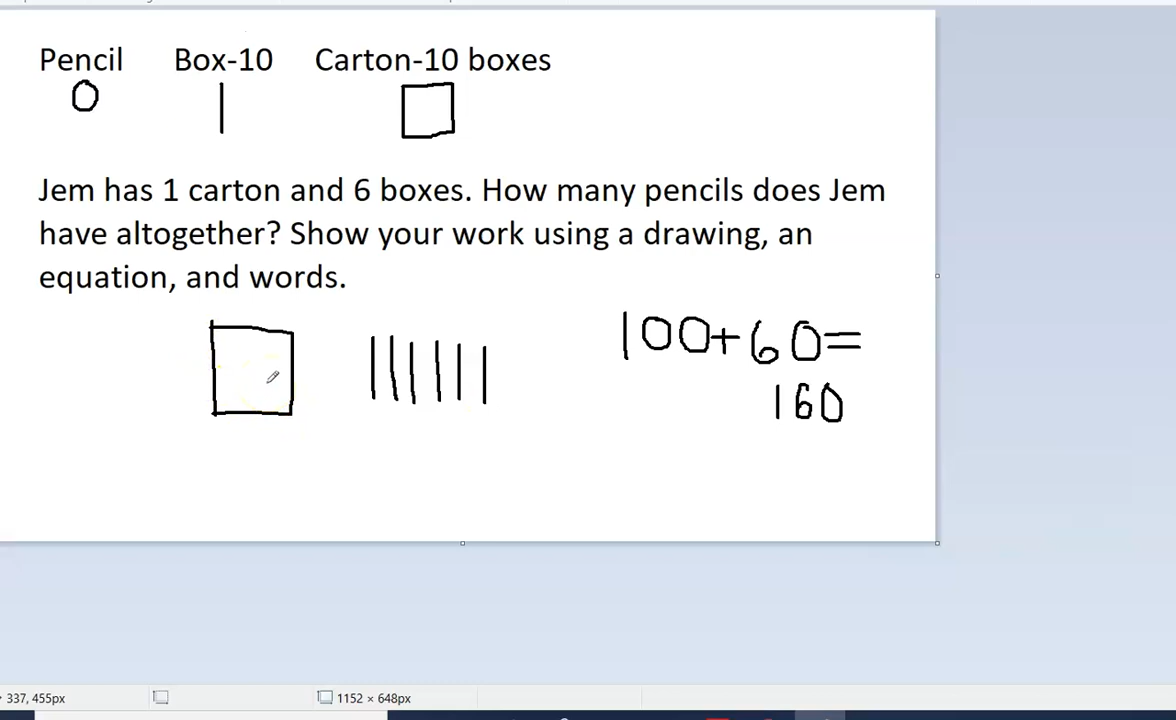 Pencil Box-10 Carton-10 boxes
0 |
Jem has 1 carton and 6 boxes. How many pencils does Jem
have altogether? Show your work using a drawing, an
equation, and words.
100+60=
160
337, 455px 1152 × 648px